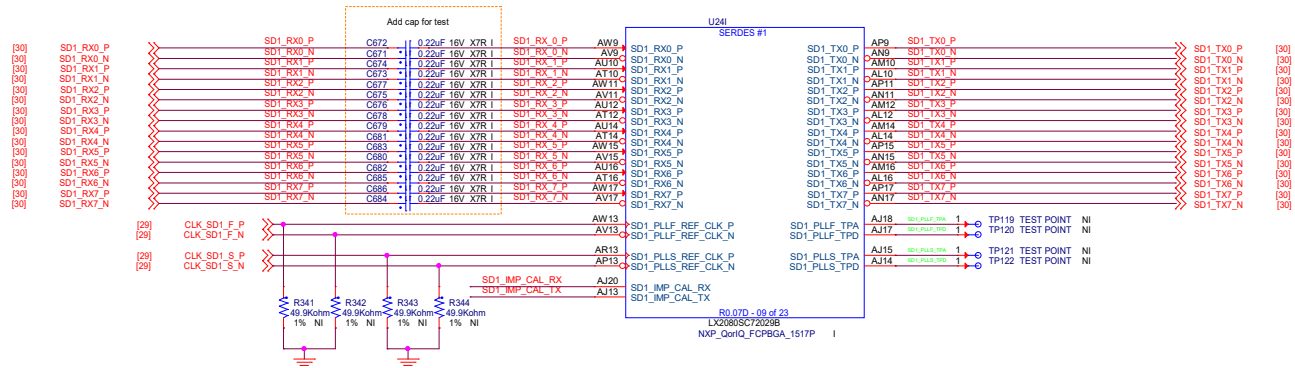 Add cap for test
U24I
SERDES #1
[30] SD1_RX0_P SD1_RX0_P C672 0.22uF 16V X7R I SD1_RX_0_P AW9 SD1_RX0_P SD1_TX0_P AP9 SD1_TX0_P SD1_TX0_P [30]
[30] SD1_RX0_N SD1_RX0_N C671 0.22uF 16V X7R I SD1_RX_0_N AV9 SD1_RX0_N SD1_TX0_N AN9 SD1_TX0_N SD1_TX0_N [30]
[30] SD1_RX1_P SD1_RX1_P C674 0.22uF 16V X7R I SD1_RX_1_P AU10 SD1_RX1_P SD1_TX1_P AM10 SD1_TX1_P SD1_TX1_P [30]
[30] SD1_RX1_N SD1_RX1_N C673 0.22uF 16V X7R I SD1_RX_1_N AT10 SD1_RX1_N SD1_TX1_N AL10 SD1_TX1_N SD1_TX1_N [30]
[30] SD1_RX2_P SD1_RX2_P C677 0.22uF 16V X7R I SD1_RX_2_P AW11 SD1_RX2_P SD1_TX2_P AP11 SD1_TX2_P SD1_TX2_P [30]
[30] SD1_RX2_N SD1_RX2_N C675 0.22uF 16V X7R I SD1_RX_2_N AV11 SD1_RX2_N SD1_TX2_N AN11 SD1_TX2_N SD1_TX2_N [30]
[30] SD1_RX3_P SD1_RX3_P C676 0.22uF 16V X7R I SD1_RX_3_P AU12 SD1_RX3_P SD1_TX3_P AM12 SD1_TX3_P SD1_TX3_P [30]
[30] SD1_RX3_N SD1_RX3_N C678 0.22uF 16V X7R I SD1_RX_3_N AT12 SD1_RX3_N SD1_TX3_N AL12 SD1_TX3_N SD1_TX3_N [30]
[30] SD1_RX4_P SD1_RX4_P C679 0.22uF 16V X7R I SD1_RX_4_P AU14 SD1_RX4_P SD1_TX4_P AM14 SD1_TX4_P SD1_TX4_P [30]
[30] SD1_RX4_N SD1_RX4_N C681 0.22uF 16V X7R I SD1_RX_4_N AT14 SD1_RX4_N SD1_TX4_N AL14 SD1_TX4_N SD1_TX4_N [30]
[30] SD1_RX5_P SD1_RX5_P C683 0.22uF 16V X7R I SD1_RX_5_P AW15 SD1_RX5_P SD1_TX5_P AP15 SD1_TX5_P SD1_TX5_P [30]
[30] SD1_RX5_N SD1_RX5_N C680 0.22uF 16V X7R I SD1_RX_5_N AV15 SD1_RX5_N SD1_TX5_N AN15 SD1_TX5_N SD1_TX5_N [30]
[30] SD1_RX6_P SD1_RX6_P C682 0.22uF 16V X7R I SD1_RX_6_P AU16 SD1_RX6_P SD1_TX6_P AM16 SD1_TX6_P SD1_TX6_P [30]
[30] SD1_RX6_N SD1_RX6_N C685 0.22uF 16V X7R I SD1_RX_6_N AT16 SD1_RX6_N SD1_TX6_N AL16 SD1_TX6_N SD1_TX6_N [30]
[30] SD1_RX7_P SD1_RX7_P C686 0.22uF 16V X7R I SD1_RX_7_P AW17 SD1_RX7_P SD1_TX7_P AP17 SD1_TX7_P SD1_TX7_P [30]
[30] SD1_RX7_N SD1_RX7_N C684 0.22uF 16V X7R I SD1_RX_7_N AV17 SD1_RX7_N SD1_TX7_N AN17 SD1_TX7_N SD1_TX7_N [30]
[29] CLK_SD1_F_P AW13 SD1_PLLF_REF_CLK_P SD1_PLLF_TPA AJ18 SD1_PLLF_TPA 1 TP119 TEST POINT NI
[29] CLK_SD1_F_N AV13 SD1_PLLF_REF_CLK_N SD1_PLLF_TPD AJ17 SD1_PLLF_TPD 1 TP120 TEST POINT NI
[29] CLK_SD1_S_P AR13 SD1_PLLS_REF_CLK_P SD1_PLLS_TPA AJ15 SD1_PLLS_TPA 1 TP121 TEST POINT NI
[29] CLK_SD1_S_N AP13 SD1_PLLS_REF_CLK_N SD1_PLLS_TPD AJ14 SD1_PLLS_TPD 1 TP122 TEST POINT NI
SD1_IMP_CAL_RX AJ20 SD1_IMP_CAL_RX
SD1_IMP_CAL_TX AJ13 SD1_IMP_CAL_TX
R341 R342 R343 R344
49.9Kohm 49.9Kohm 49.9Kohm 49.9Kohm
1% NI 1% NI 1% NI 1% NI
R0.07D - 09 of 23
LX2080SC72029B
NXP_QorIQ_FCPBGA_1517P I